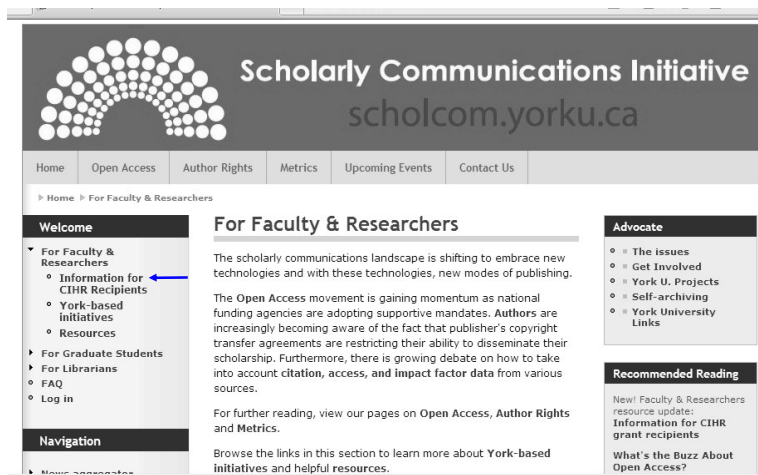 Scholarly Communications Initiative
scholcom.yorku.ca
Home Open Access Author Rights Metrics Upcoming Events Contact Us
Home For Faculty & Researchers
Welcome
For Faculty &
Researchers
Information for
CIHR Recipients
York-based
initiatives
Resources
For Graduate Students
For Librarians
FAQ
Log in
Navigation
News aggregator
For Faculty & Researchers
The scholarly communications landscape is shifting to embrace new
technologies and with these technologies, new modes of publishing.
The Open Access movement is gaining momentum as national
funding agencies are adopting supportive mandates. Authors are
increasingly becoming aware of the fact that publisher's copyright
transfer agreements are restricting their ability to disseminate their
scholarship. Furthermore, there is growing debate on how to take
into account citation, access, and impact factor data from various
sources.
For further reading, view our pages on Open Access, Author Rights
and Metrics.
Browse the links in this section to learn more about York-based
initiatives and helpful resources.
Advocate
The issues
Get Involved
York U. Projects
Self-archiving
York University
Links
Recommended Reading
New! Faculty & Researchers
resource update:
Information for CIHR
grant recipients
What's the Buzz About
Open Access?